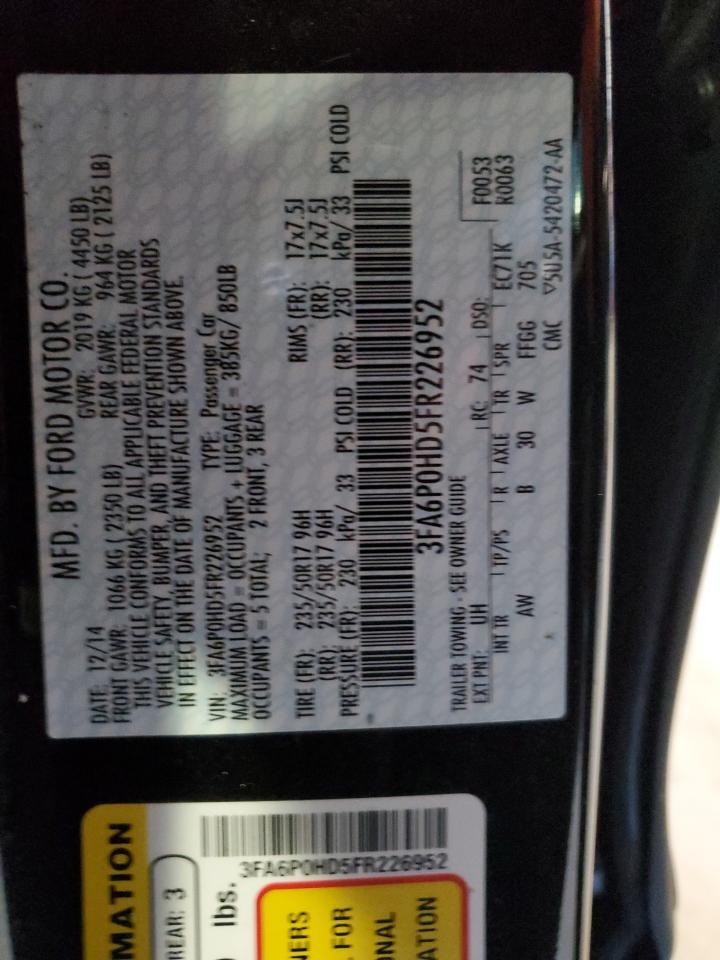 MFD. BY FORD MOTOR CO.
DATE: 12/14 GVWR: 2019 KG ( 4450 LB)
FRONT GAWR: 1066 KG ( 2350 LB) REAR GAWR: 964 KG ( 2125 LB)
THIS VEHICLE CONFORMS TO ALL APPLICABLE FEDERAL MOTOR
VEHICLE SAFETY, BUMPER, AND THEFT PREVENTION STANDARDS
IN EFFECT ON THE DATE OF MANUFACTURE SHOWN ABOVE.
VIN: 3FA6P0HD5FR226952 TYPE: Passenger Car
MAXIMUM LOAD = OCCUPANTS + LUGGAGE = 385KG/ 850LB
OCCUPANTS = 5 TOTAL; 2 FRONT, 3 REAR
TIRE (FR): 235/50R17 96H RIMS (FR): 17x7.5J
(RR): 235/50R17 96H (RR): 17x7.5J
PRESSURE (FR): 230 kPa/ 33 PSI COLD (RR): 230 kPa/ 33 PSI COLD
3FA6P0HD5FR226952
TRAILER TOWING - SEE OWNER GUIDE
EXT PNT: UH RC: 74 DSO: F0053
R0063
INT TR TP/PS R AXLE TR SPR EC71K
AW B 30 W FFGG 705
CMC ▽5U5A-5420472-AA
MATION
REAR: 3
lbs.
3FA6P0HD5FR226952
NERS
FOR
ONAL
ATION